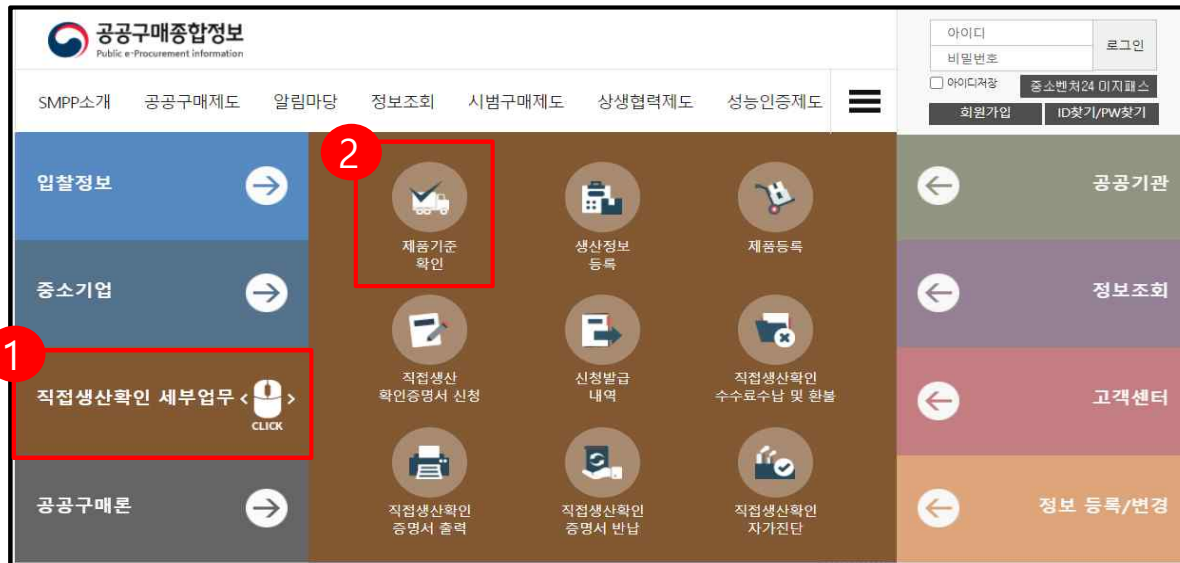 공공구매종합정보
Public e-Procurement information
아이디
비밀번호
로그인
아이디저장
중소벤처24 이지패스
회원가입
ID찾기/PW찾기
SMPP소개
공공구매제도
알림마당
정보조회
시범구매제도
상생협력제도
성능인증제도
입찰정보
중소기업
1
직접생산확인 세부업무
CLICK
공공구매론
2
제품기준
확인
생산정보
등록
제품등록
직접생산
확인증명서 신청
신청발급
내역
직접생산확인
수수료수납 및 환불
직접생산확인
증명서 출력
직접생산확인
증명서 반납
직접생산확인
자가진단
공공기관
정보조회
고객센터
정보 등록/변경